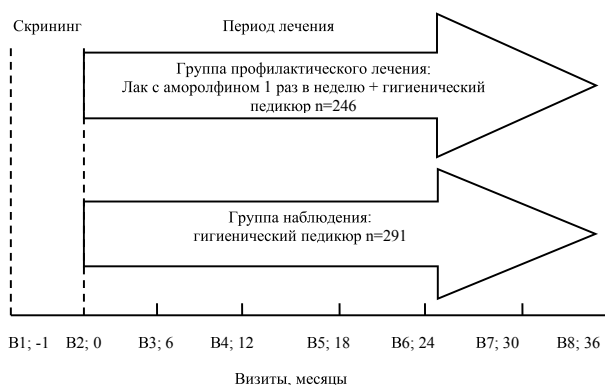 Скрининг
Период лечения
Группа профилактического лечения:
Лак с аморолфином 1 раз в неделю + гигиенический
педикюр n=246
Группа наблюдения:
гигиенический педикюр n=291
В1; -1 В2; 0 В3; 6 В4; 12 В5; 18 В6; 24 В7; 30 В8; 36
Визиты, месяцы